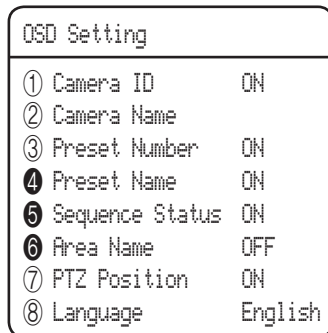 OSD Setting
① Camera ID ON
② Camera Name
③ Preset Number ON
❹ Preset Name ON
❺ Sequence Status ON
❻ Area Name OFF
⑦ PTZ Position ON
⑧ Language English